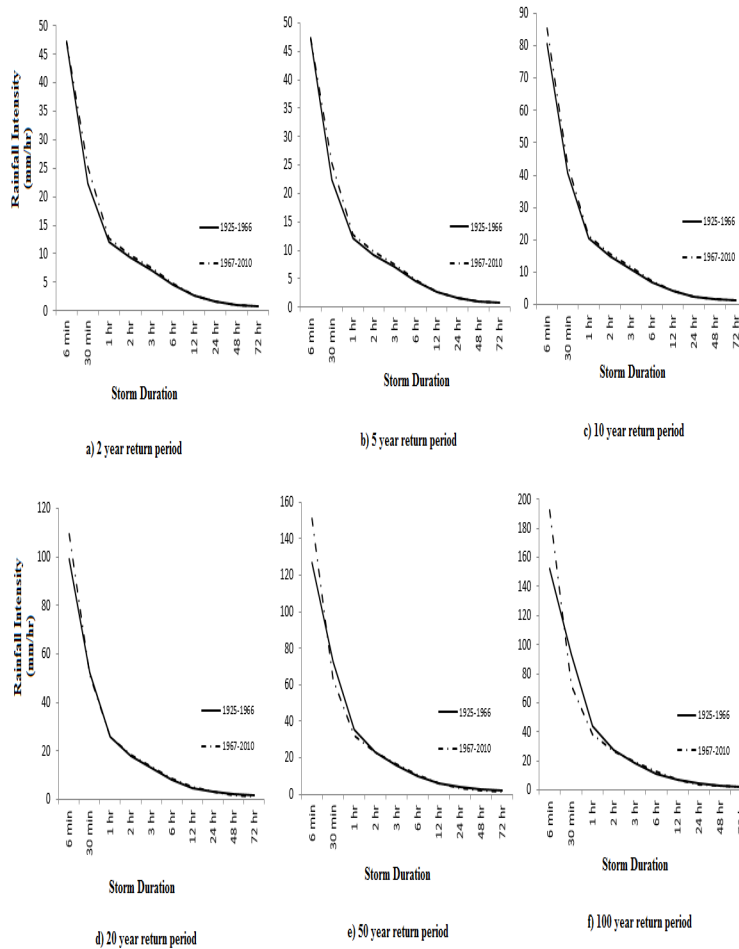 Rainfall Intensity
(mm/hr)
50
45
40
35
30
25
20
15
10
5
0
1925-1966
1967-2010
6 min
30 min
1 hr
2 hr
3 hr
6 hr
12 hr
24 hr
48 hr
72 hr
Storm Duration
a) 2 year return period
50
45
40
35
30
25
20
15
10
5
0
1925-1966
1967-2010
6 min
30 min
1 hr
2 hr
3 hr
6 hr
12 hr
24 hr
48 hr
72 hr
Storm Duration
b) 5 year return period
90
80
70
60
50
40
30
20
10
0
1925-1966
1967-2010
6 min
30 min
1 hr
2 hr
3 hr
6 hr
12 hr
24 hr
48 hr
72 hr
Storm Duration
c) 10 year return period
Rainfall Intensity
(mm/hr)
120
100
80
60
40
20
0
1925-1966
1967-2010
6 min
30 min
1 hr
2 hr
3 hr
6 hr
12 hr
24 hr
48 hr
72 hr
Storm Duration
d) 20 year return period
160
140
120
100
80
60
40
20
0
1925-1966
1967-2010
6 min
30 min
1 hr
2 hr
3 hr
6 hr
12 hr
24 hr
48 hr
72 hr
Storm Duration
e) 50 year return period
200
180
160
140
120
100
80
60
40
20
0
1925-1966
1967-2010
6 min
30 min
1 hr
2 hr
3 hr
6 hr
12 hr
24 hr
48 hr
Storm Duration
f) 100 year return period